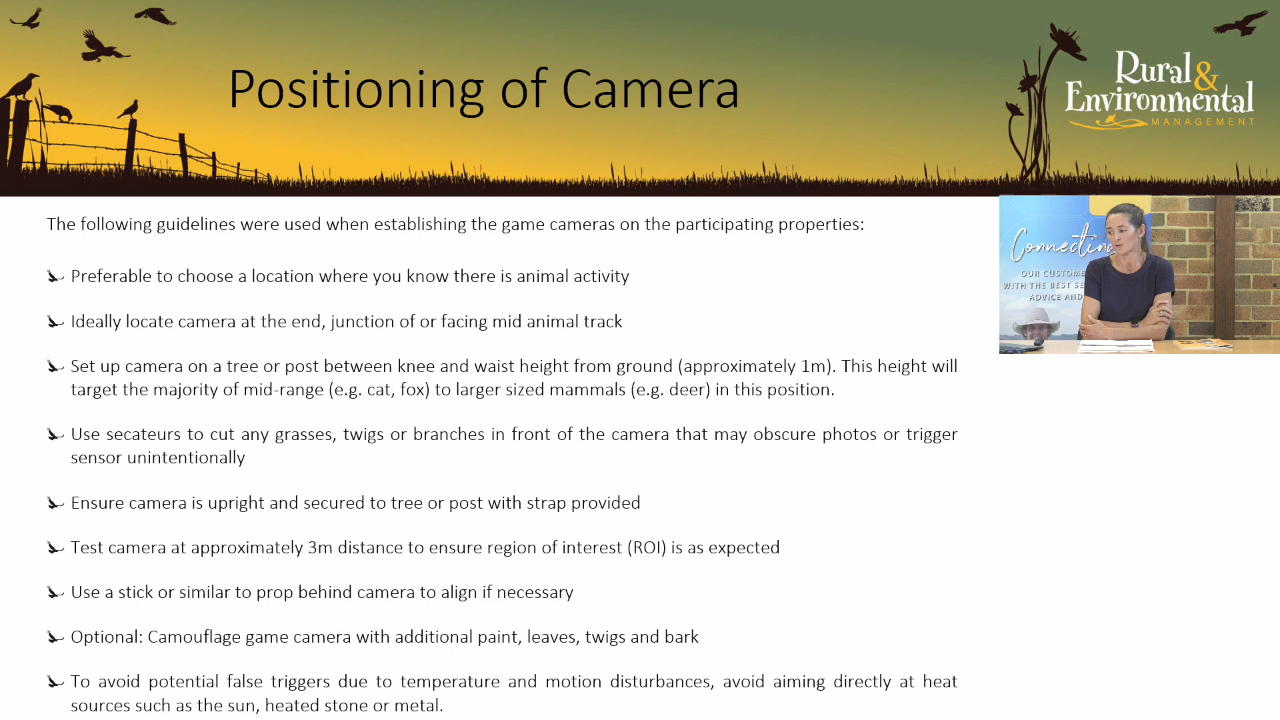 Positioning of Camera
Rural &
Environmental
MANAGEMENT
The following guidelines were used when establishing the game cameras on the participating properties:
Preferable to choose a location where you know there is animal activity
Ideally locate camera at the end, junction of or facing mid animal track
Set up camera on a tree or post between knee and waist height from ground (approximately 1m). This height will
target the majority of mid-range (e.g. cat, fox) to larger sized mammals (e.g. deer) in this position.
Use secateurs to cut any grasses, twigs or branches in front of the camera that may obscure photos or trigger
sensor unintentionally
Ensure camera is upright and secured to tree or post with strap provided
Test camera at approximately 3m distance to ensure region of interest (ROI) is as expected
Use a stick or similar to prop behind camera to align if necessary
Optional: Camouflage game camera with additional paint, leaves, twigs and bark
To avoid potential false triggers due to temperature and motion disturbances, avoid aiming directly at heat
sources such as the sun, heated stone or metal.
Connecting
OUR CUSTOME
WITH THE BEST SE
ADVICE AND